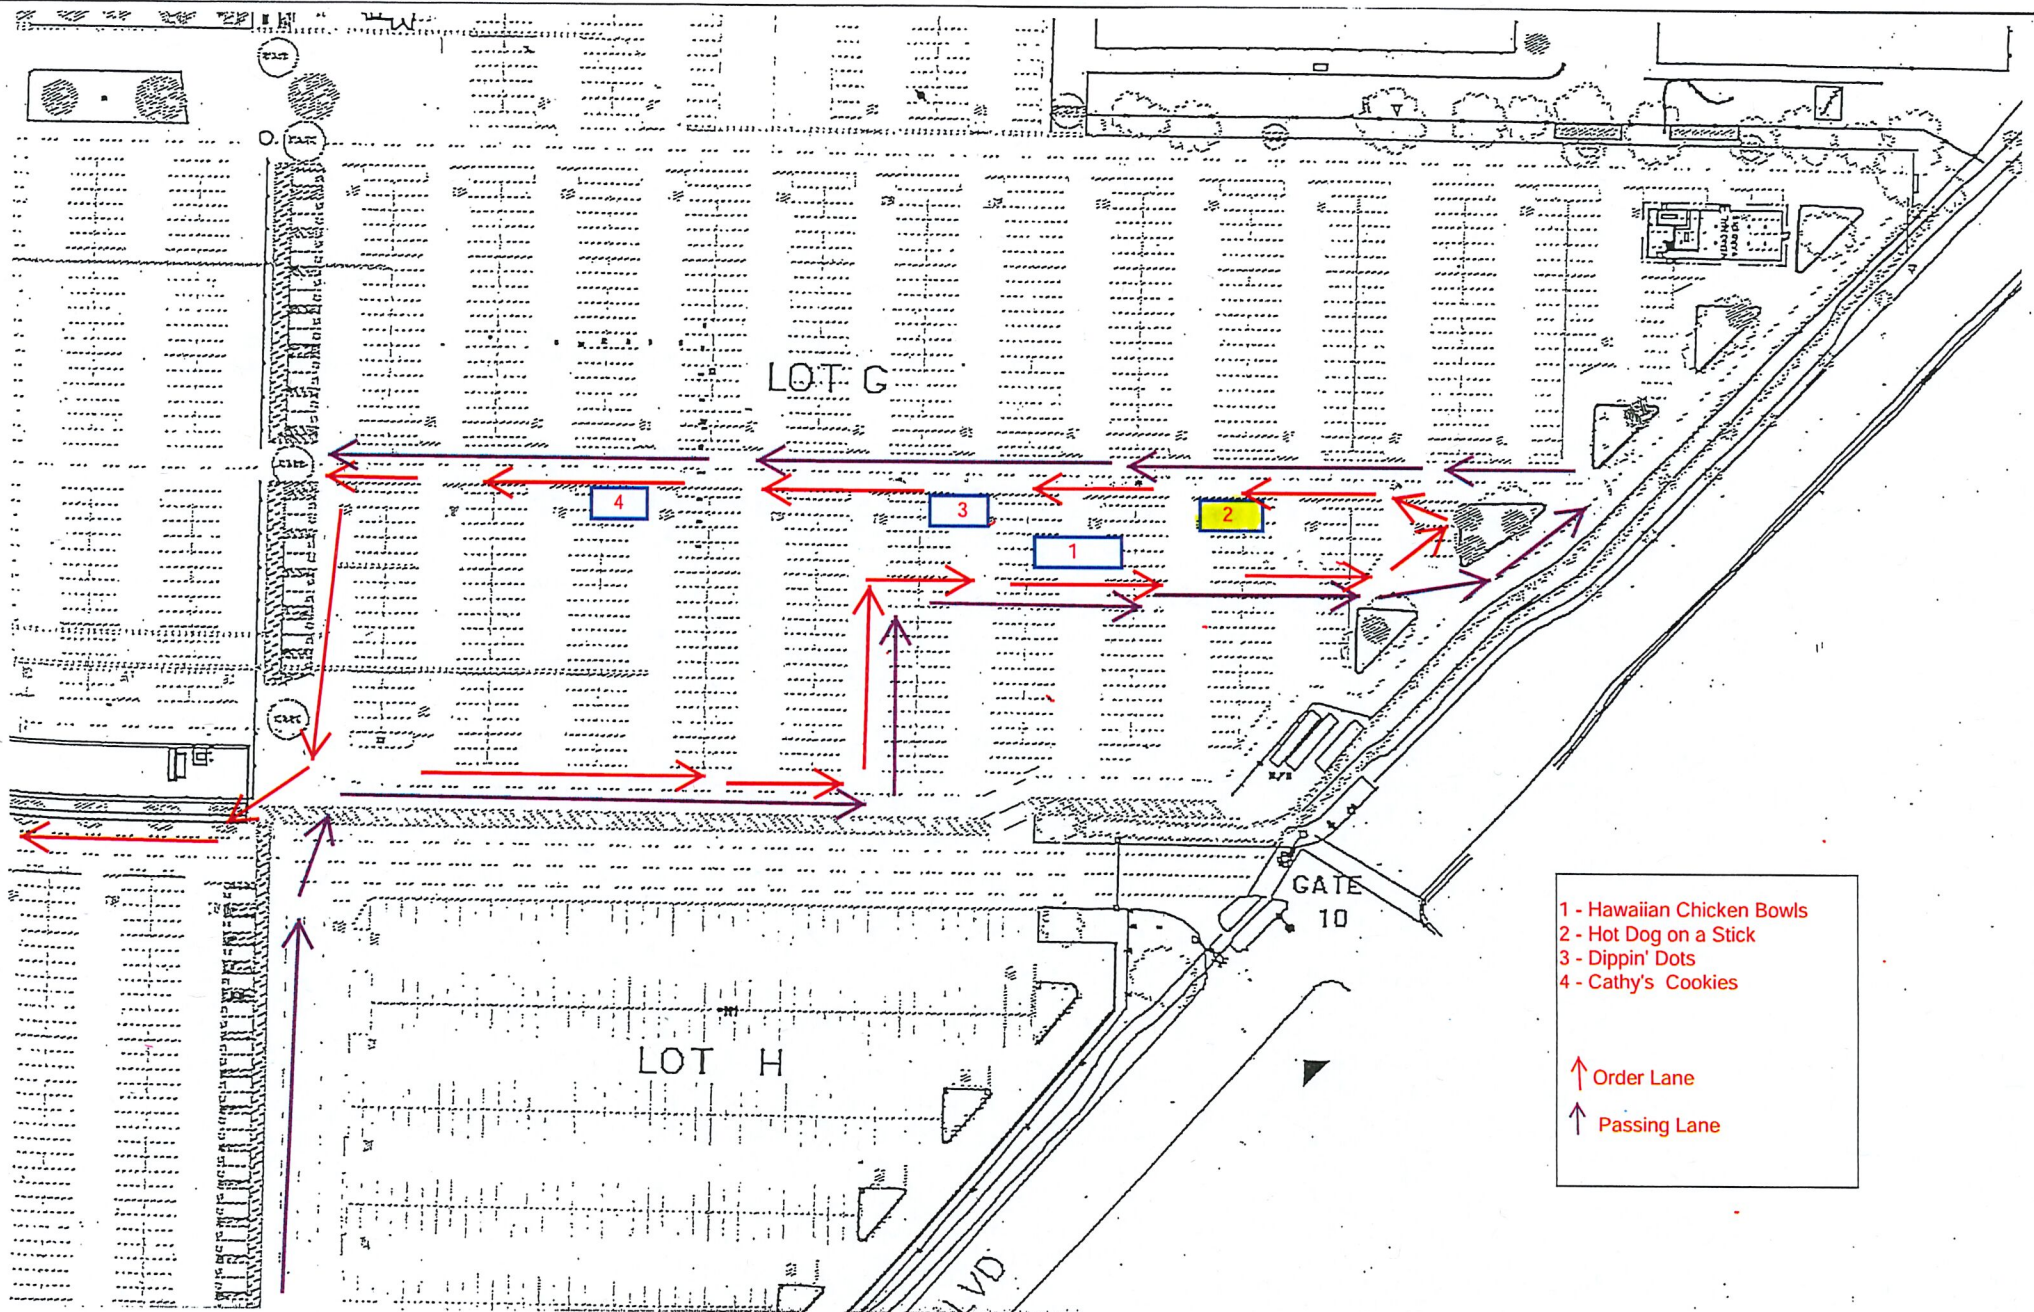 LOT G
4
3
2
1
GATE
10
1 - Hawaiian Chicken Bowls
2 - Hot Dog on a Stick
3 - Dippin' Dots
4 - Cathy's Cookies
LOT H
Order Lane
Passing Lane
LVD